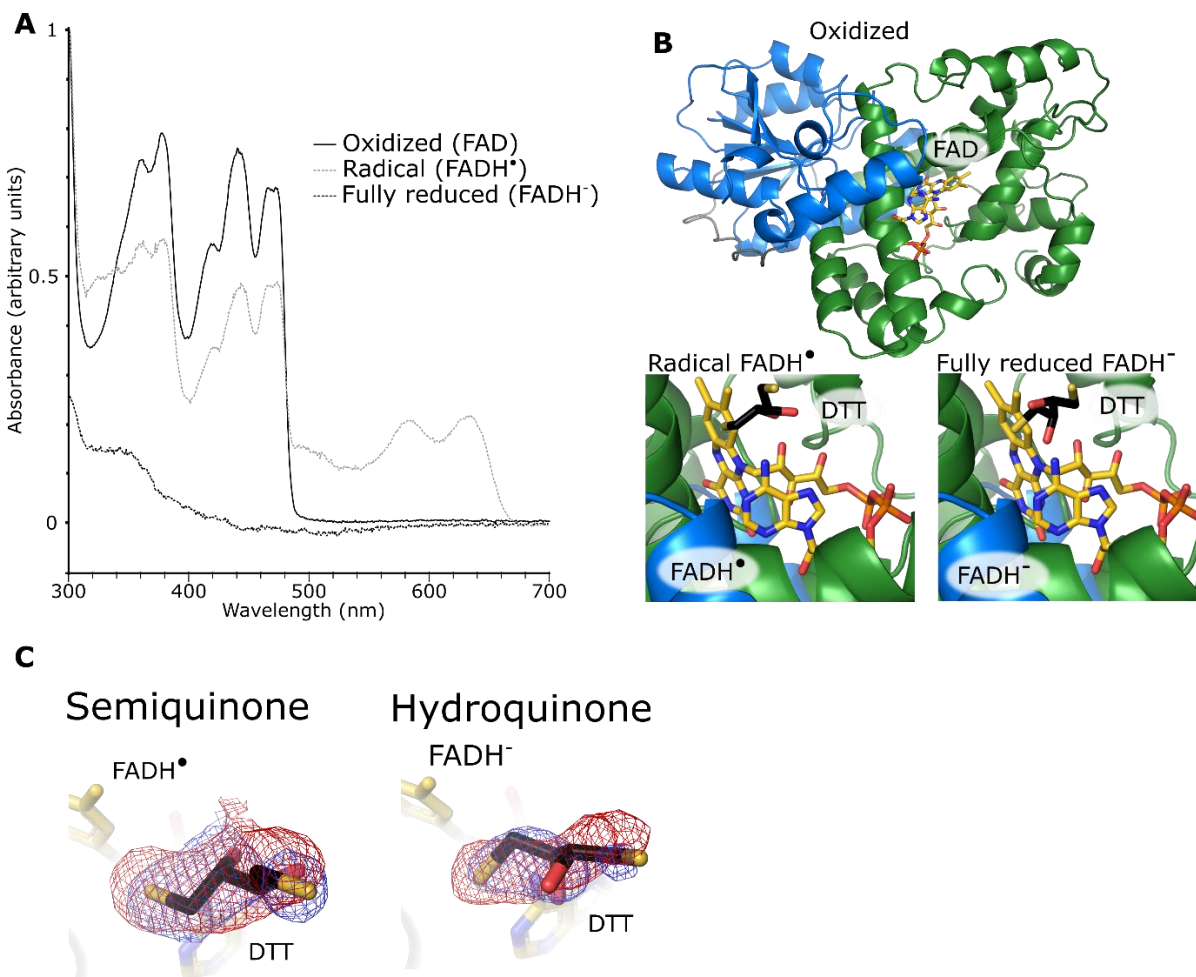 A
1
0.5
0
Absorbance (arbitrary units)
300
400
500
600
700
Wavelength (nm)
Oxidized (FAD)
Radical (FADH•)
Fully reduced (FADH⁻)
B
Oxidized
FAD
Radical FADH•
DTT
FADH•
Fully reduced FADH⁻
DTT
FADH⁻
C
Semiquinone
FADH•
DTT
Hydroquinone
FADH⁻
DTT